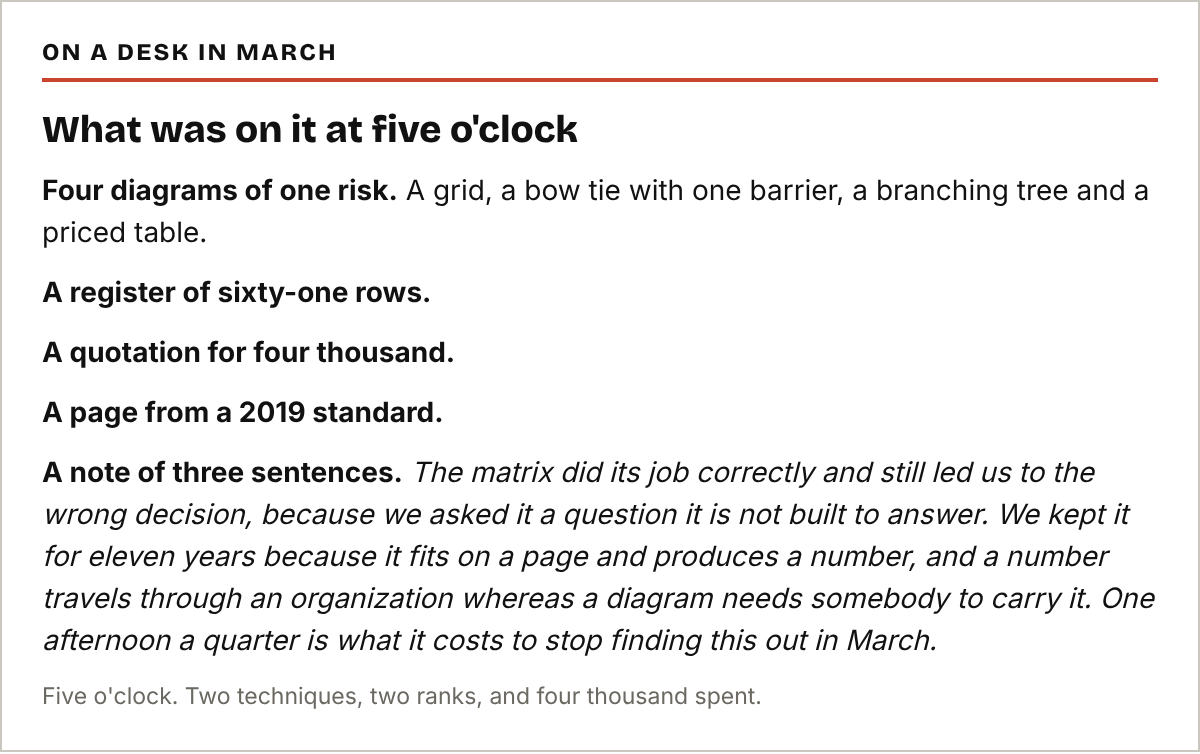 ON A DESK IN MARCH
What was on it at five o'clock
Four diagrams of one risk. A grid, a bow tie with one barrier, a branching tree and a
priced table.
A register of sixty-one rows.
A quotation for four thousand.
A page from a 2019 standard.
A note of three sentences. The matrix did its job correctly and still led us to the
wrong decision, because we asked it a question it is not built to answer. We kept it
for eleven years because it fits on a page and produces a number, and a number
travels through an organization whereas a diagram needs somebody to carry it. One
afternoon a quarter is what it costs to stop finding this out in March.
Five o'clock. Two techniques, two ranks, and four thousand spent.